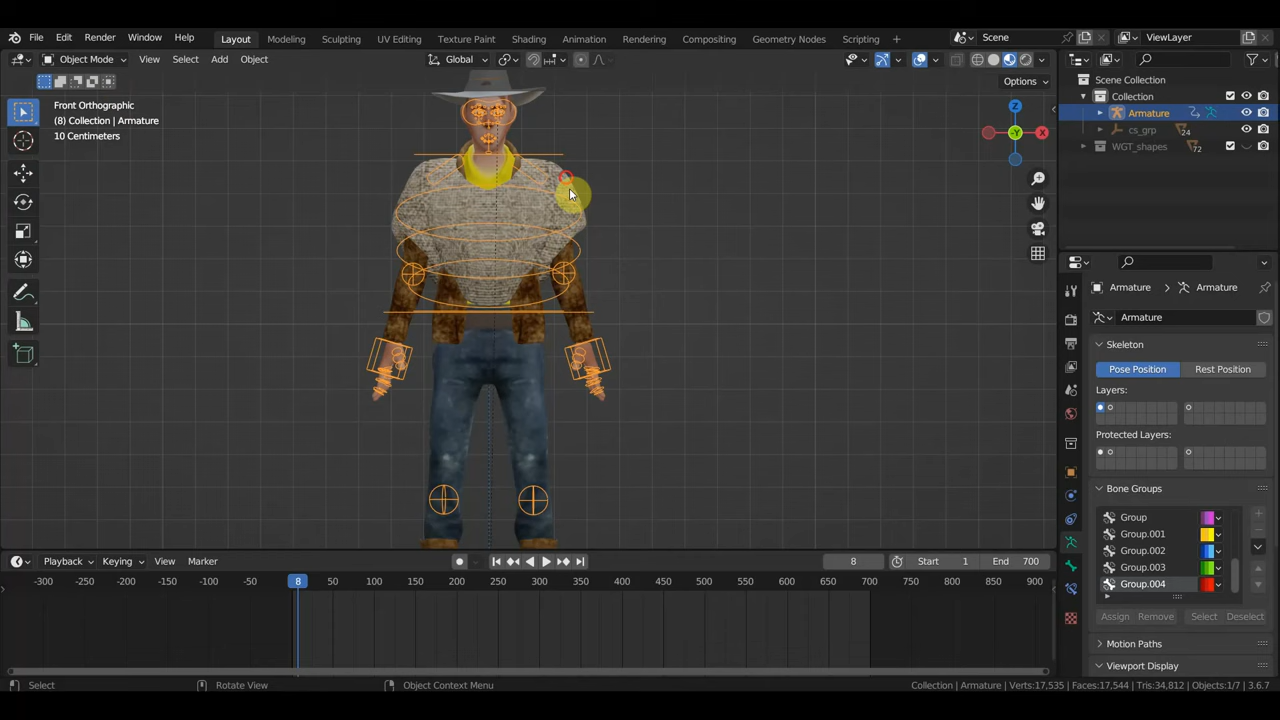 File Edit Render Window Help Layout Modeling Sculpting UV Editing Texture Paint Shading Animation Rendering Compositing Geometry Nodes Scripting + Scene ViewLayer
Object Mode View Select Add Object Global
Options
Front Orthographic
(8) Collection | Armature
10 Centimeters
Z
-Y
X
Scene Collection
Collection
Armature
cs_grp 24
WGT_shapes 72
Armature Armature
Armature
Skeleton
Pose Position Rest Position
Layers:
Protected Layers:
Bone Groups
Group
Group.001
Group.002
Group.003
Group.004
Assign Remove Select Deselect
Motion Paths
Viewport Display
Playback Keying View Marker 8 Start 1 End 700
-300 -250 -200 -150 -100 -50 8 50 100 150 200 250 300 350 400 450 500 550 600 650 700 750 800 850 900
Select Rotate View Object Context Menu Collection | Armature | Verts:17,535 | Faces:17,544 | Tris:34,812 | Objects:1/7 | 3.6.7